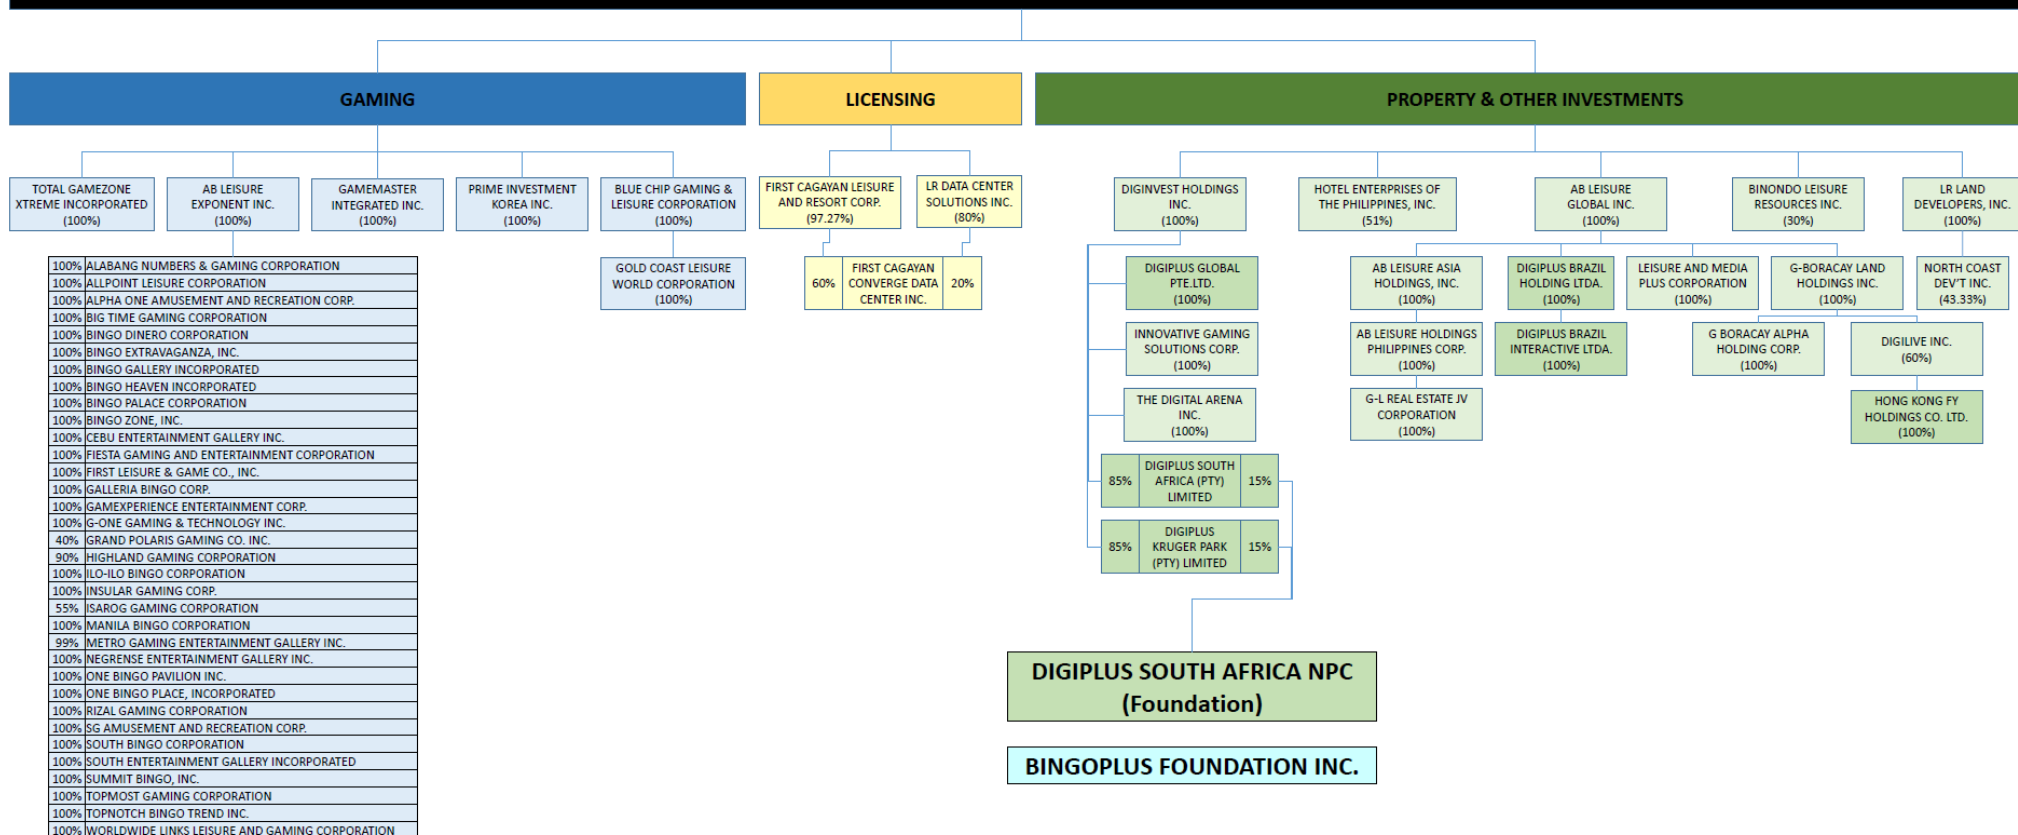 GAMING
LICENSING
PROPERTY & OTHER INVESTMENTS
TOTAL GAMEZONE
XTREME INCORPORATED
(100%)
AB LEISURE
EXPONENT INC.
(100%)
GAMEMASTER
INTEGRATED INC.
(100%)
PRIME INVESTMENT
KOREA INC.
(100%)
BLUE CHIP GAMING &
LEISURE CORPORATION
(100%)
FIRST CAGAYAN LEISURE
AND RESORT CORP.
(97.27%)
LR DATA CENTER
SOLUTIONS INC.
(80%)
DIGINVEST HOLDINGS
INC.
(100%)
HOTEL ENTERPRISES OF
THE PHILIPPINES, INC.
(51%)
AB LEISURE
GLOBAL INC.
(100%)
BINONDO LEISURE
RESOURCES INC.
(30%)
LR LAND
DEVELOPERS, INC.
(100%)
100% ALABANG NUMBERS & GAMING CORPORATION
100% ALLPOINT LEISURE CORPORATION
100% ALPHA ONE AMUSEMENT AND RECREATION CORP.
100% BIG TIME GAMING CORPORATION
100% BINGO DINERO CORPORATION
100% BINGO EXTRAVAGANZA, INC.
100% BINGO GALLERY INCORPORATED
100% BINGO HEAVEN INCORPORATED
100% BINGO PALACE CORPORATION
100% BINGO ZONE, INC.
100% CEBU ENTERTAINMENT GALLERY INC.
100% FIESTA GAMING AND ENTERTAINMENT CORPORATION
100% FIRST LEISURE & GAME CO., INC.
100% GALLERIA BINGO CORP.
100% GAMEXPERIENCE ENTERTAINMENT CORP.
100% G-ONE GAMING & TECHNOLOGY INC.
40% GRAND POLARIS GAMING CO. INC.
90% HIGHLAND GAMING CORPORATION
100% ILO-ILO BINGO CORPORATION
100% INSULAR GAMING CORP.
55% ISAROG GAMING CORPORATION
100% MANILA BINGO CORPORATION
99% METRO GAMING ENTERTAINMENT GALLERY INC.
100% NEGRENSE ENTERTAINMENT GALLERY INC.
100% ONE BINGO PAVILION INC.
100% ONE BINGO PLACE, INCORPORATED
100% RIZAL GAMING CORPORATION
100% SG AMUSEMENT AND RECREATION CORP.
100% SOUTH BINGO CORPORATION
100% SOUTH ENTERTAINMENT GALLERY INCORPORATED
100% SUMMIT BINGO, INC.
100% TOPMOST GAMING CORPORATION
100% TOPNOTCH BINGO TREND INC.
100% WORLDWIDE LINKS LEISURE AND GAMING CORPORATION
GOLD COAST LEISURE
WORLD CORPORATION
(100%)
60%
FIRST CAGAYAN
CONVERGE DATA
CENTER INC.
20%
DIGIPLUS GLOBAL
PTE.LTD.
(100%)
INNOVATIVE GAMING
SOLUTIONS CORP.
(100%)
THE DIGITAL ARENA
INC.
(100%)
85%
DIGIPLUS SOUTH
AFRICA (PTY)
LIMITED
15%
85%
DIGIPLUS
KRUGER PARK
(PTY) LIMITED
15%
AB LEISURE ASIA
HOLDINGS, INC.
(100%)
AB LEISURE HOLDINGS
PHILIPPINES CORP.
(100%)
G-L REAL ESTATE JV
CORPORATION
(100%)
DIGIPLUS BRAZIL
HOLDING LTDA.
(100%)
DIGIPLUS BRAZIL
INTERACTIVE LTDA.
(100%)
LEISURE AND MEDIA
PLUS CORPORATION
(100%)
G-BORACAY LAND
HOLDINGS INC.
(100%)
G BORACAY ALPHA
HOLDING CORP.
(100%)
DIGILIVE INC.
(60%)
HONG KONG FY
HOLDINGS CO. LTD.
(100%)
NORTH COAST
DEV'T INC.
(43.33%)
DIGIPLUS SOUTH AFRICA NPC
(Foundation)
BINGOPLUS FOUNDATION INC.